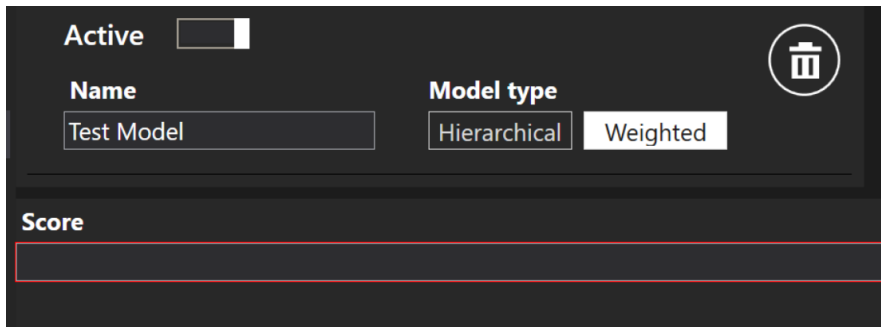 Active
Name
Model type
Test Model
Hierarchical
Weighted
Score